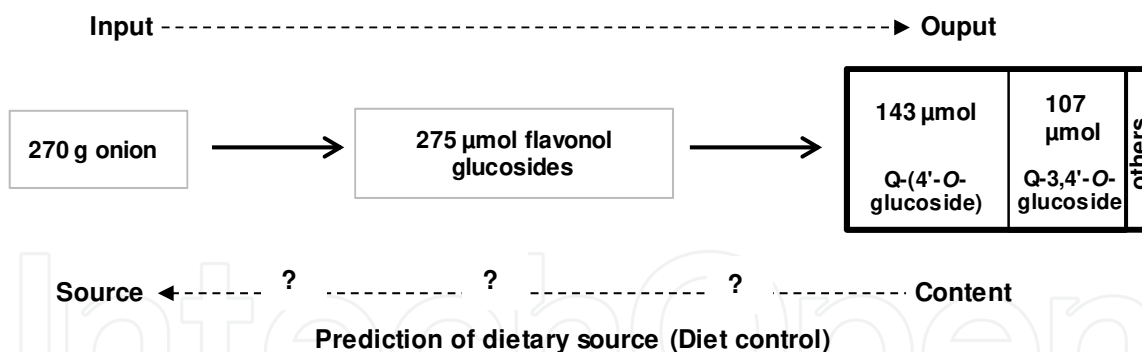 Input Ouput
270 g onion
275 µmol flavonol
glucosides
143 µmol
Q-(4'-O-
glucoside)
107
µmol
Q-3,4'-O-
glucoside
others
Source ? ? ? Content
Prediction of dietary source (Diet control)
IntechOpen